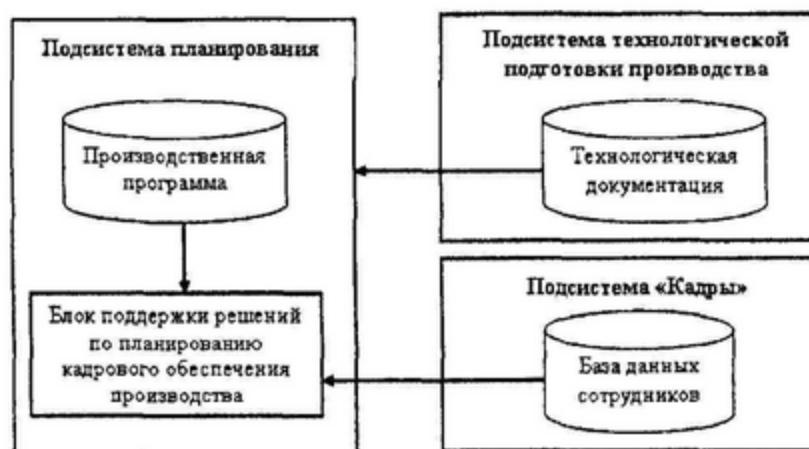 Подсистема планирования
Производственная
программа
Блок поддержки решений
по планированию
кадрового обеспечения
производства
Подсистема технологической
подготовки производства
Технологическая
документация
Подсистема «Кадры»
База данных
сотрудников